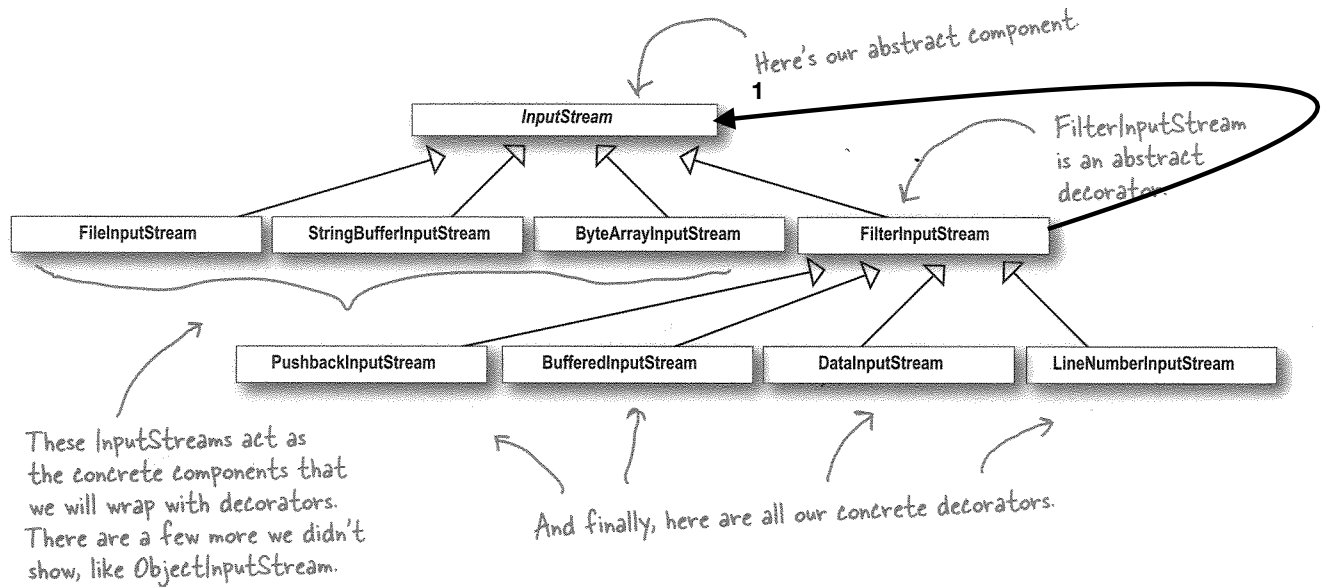 Here's our abstract component.
1
InputStream
FilterInputStream
is an abstract
decorator.
FileInputStream
StringBufferInputStream
ByteArrayInputStream
FilterInputStream
PushbackInputStream
BufferedInputStream
DataInputStream
LineNumberInputStream
These InputStreams act as
the concrete components that
we will wrap with decorators.
There are a few more we didn't
show, like ObjectInputStream.
And finally, here are all our concrete decorators.